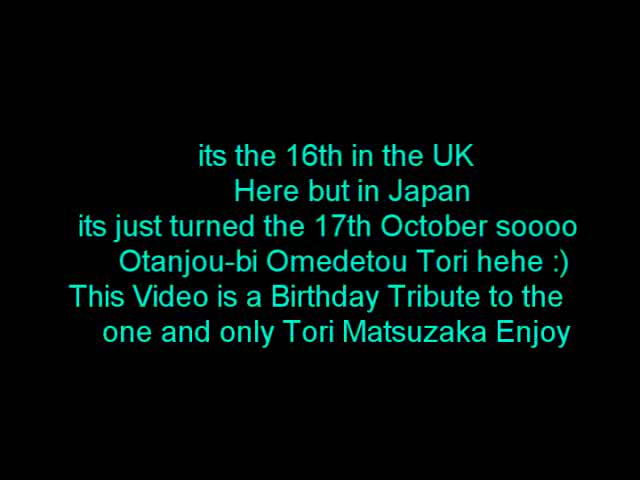 its the 16th in the UK
Here but in Japan
its just turned the 17th October soooo
Otanjou-bi Omedetou Tori hehe :)
This Video is a Birthday Tribute to the
one and only Tori Matsuzaka Enjoy